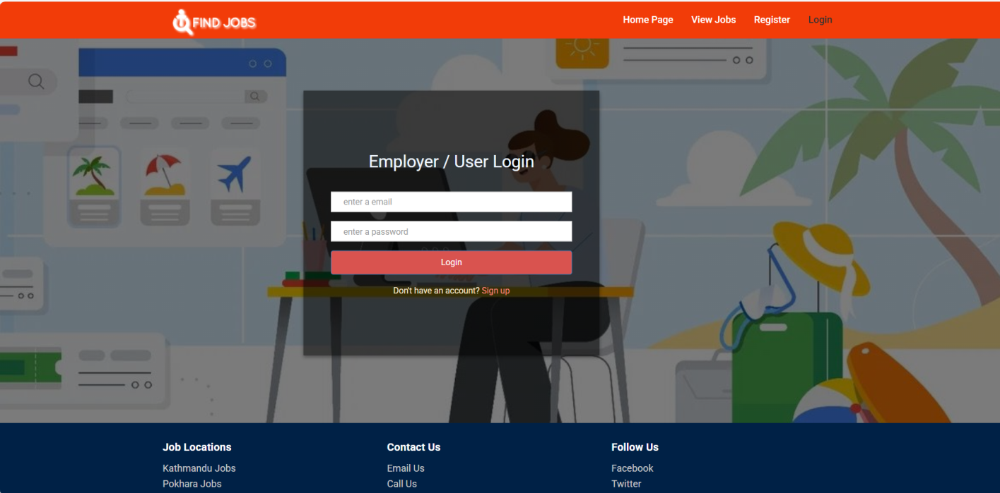 FIND JOBS
Home Page View Jobs Register Login
Employer / User Login
enter a email
enter a password
Login
Don't have an account? Sign up
Job Locations
Kathmandu Jobs
Pokhara Jobs
Contact Us
Email Us
Call Us
Follow Us
Facebook
Twitter